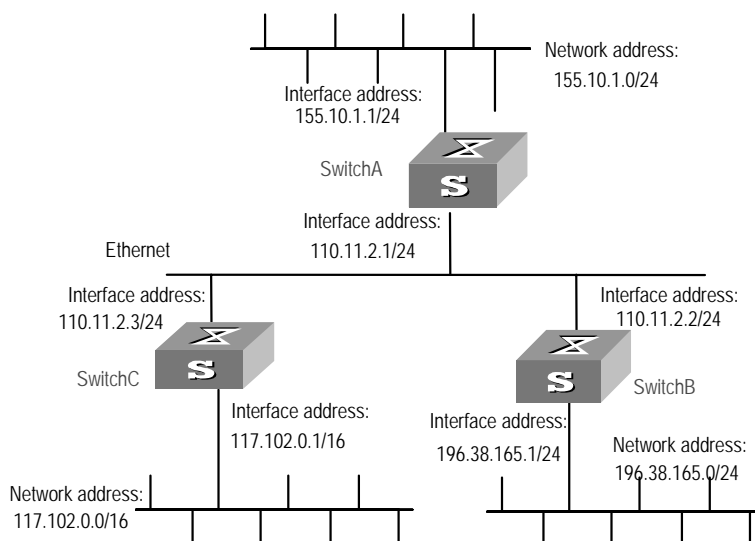 Network address:
155.10.1.0/24
Interface address:
155.10.1.1/24
SwitchA
S
Interface address:
110.11.2.1/24
Ethernet
Interface address:
110.11.2.3/24
Interface address:
110.11.2.2/24
S
SwitchC
S
SwitchB
Interface address:
117.102.0.1/16
Interface address:
196.38.165.1/24
Network address:
196.38.165.0/24
Network address:
117.102.0.0/16